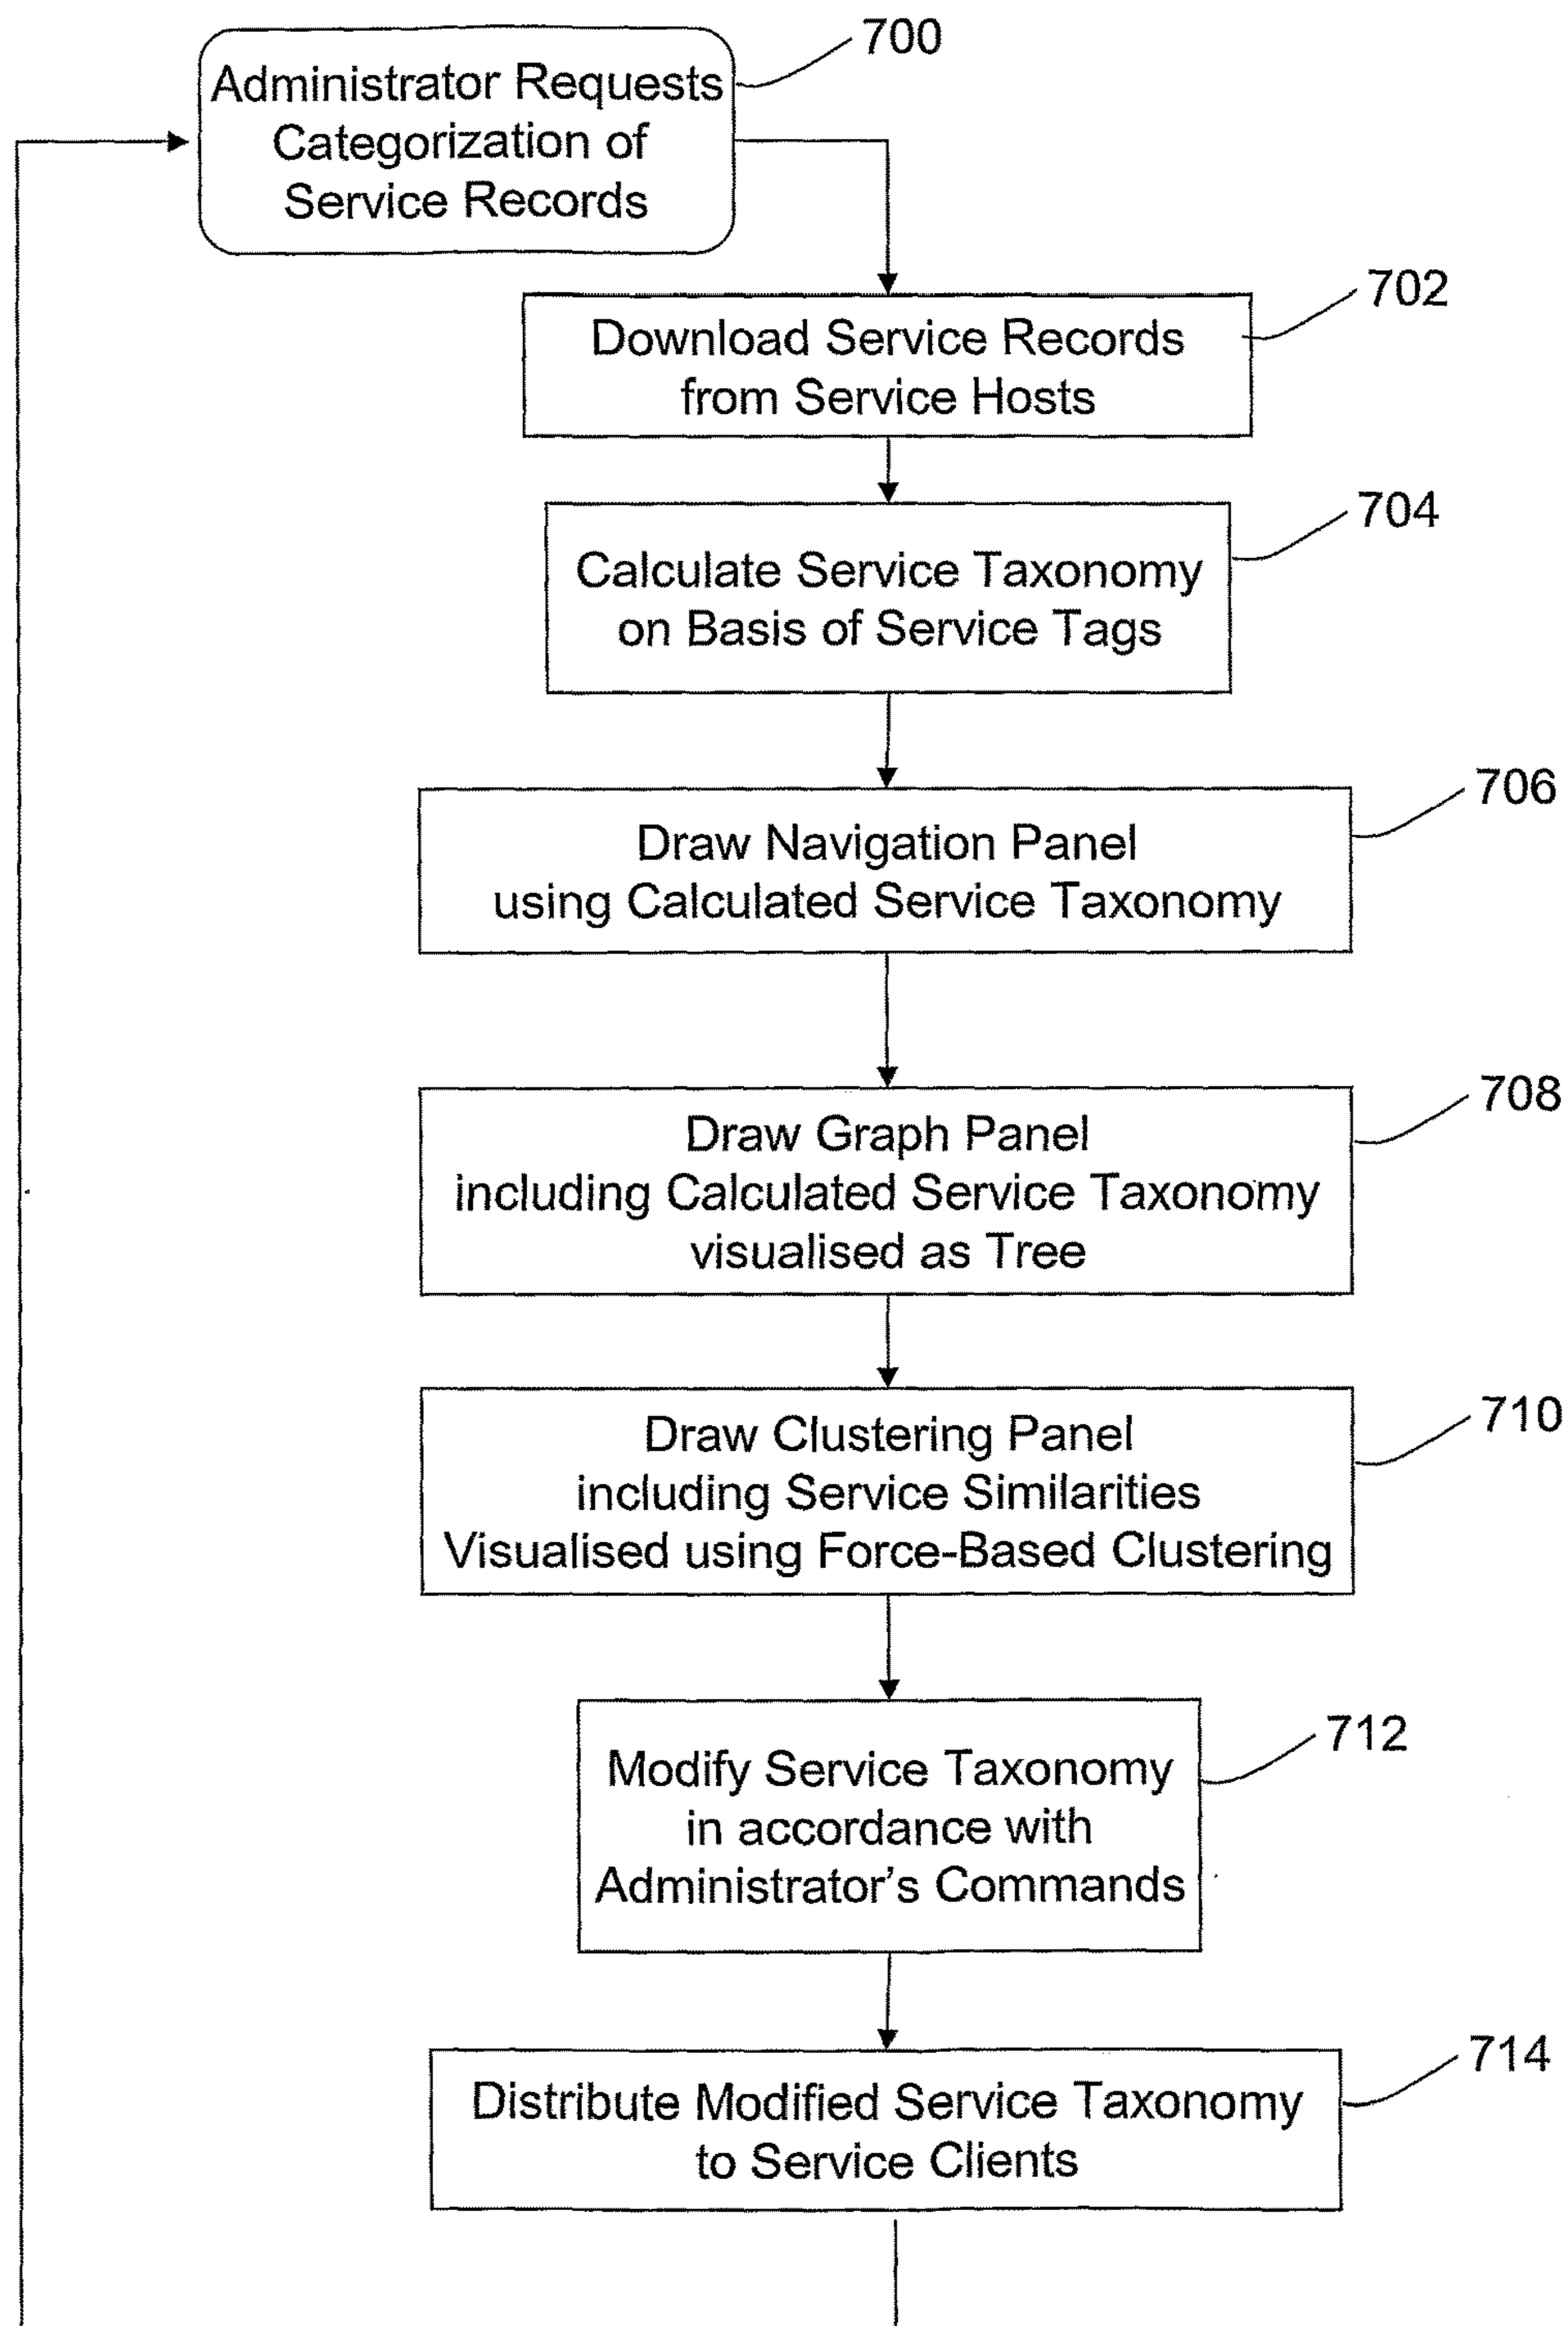 700
Administrator Requests
Categorization of
Service Records
702
Download Service Records
from Service Hosts
704
Calculate Service Taxonomy
on Basis of Service Tags
706
Draw Navigation Panel
using Calculated Service Taxonomy
708
Draw Graph Panel
including Calculated Service Taxonomy
visualised as Tree
710
Draw Clustering Panel
including Service Similarities
Visualised using Force-Based Clustering
712
Modify Service Taxonomy
in accordance with
Administrator's Commands
714
Distribute Modified Service Taxonomy
to Service Clients